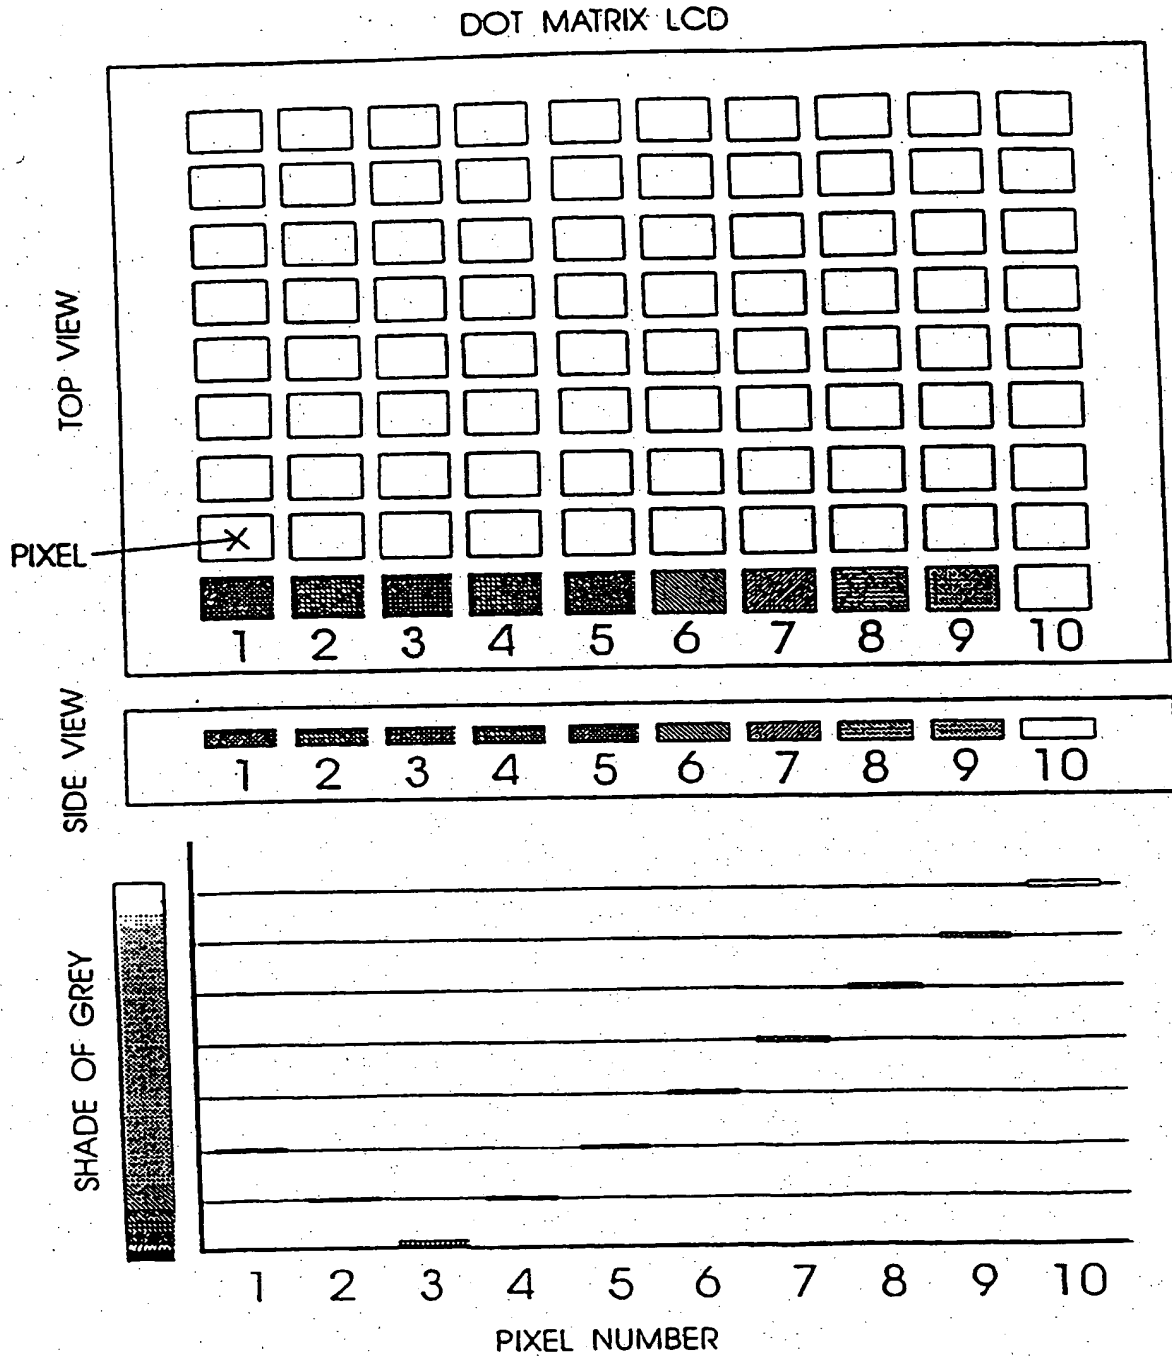 DOT MATRIX LCD
TOP VIEW
PIXEL
1 2 3 4 5 6 7 8 9 10
SIDE VIEW
1 2 3 4 5 6 7 8 9 10
SHADE OF GREY
1 2 3 4 5 6 7 8 9 10
PIXEL NUMBER